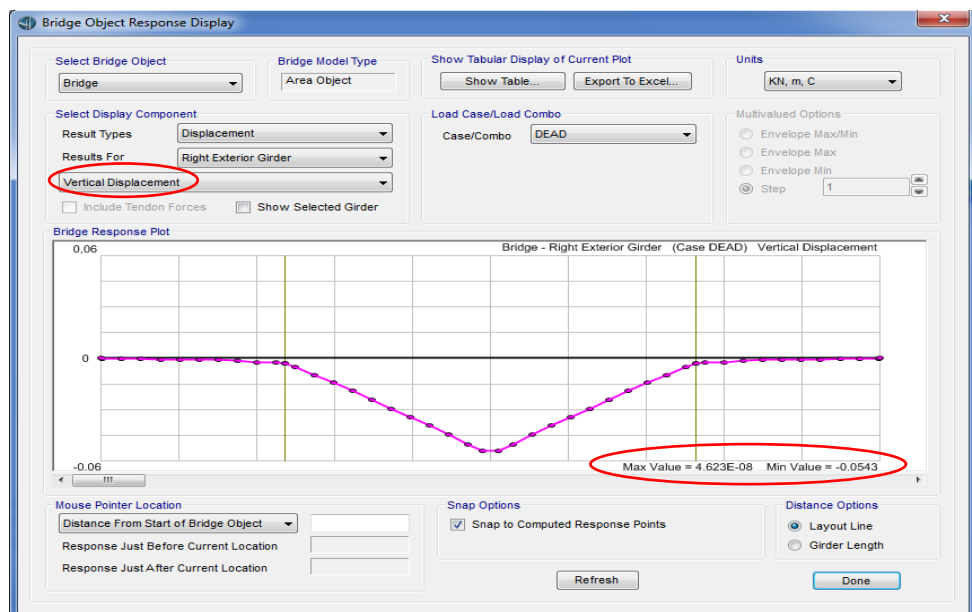 Bridge Object Response Display
Select Bridge Object
Bridge
Bridge Model Type
Area Object
Show Tabular Display of Current Plot
Show Table...
Export To Excel...
Units
KN, m, C
Select Display Component
Result Types
Displacement
Results For
Right Exterior Girder
Vertical Displacement
Include Tendon Forces
Show Selected Girder
Load Case/Load Combo
Case/Combo
DEAD
Multivalued Options
Envelope Max/Min
Envelope Max
Envelope Min
Step
1
Bridge Response Plot
0,06
Bridge - Right Exterior Girder (Case DEAD) Vertical Displacement
0
-0.06
Max Value = 4.623E-08 Min Value = -0.0543
Mouse Pointer Location
Distance From Start of Bridge Object
Response Just Before Current Location
Response Just After Current Location
Snap Options
Snap to Computed Response Points
Distance Options
Layout Line
Girder Length
Refresh
Done